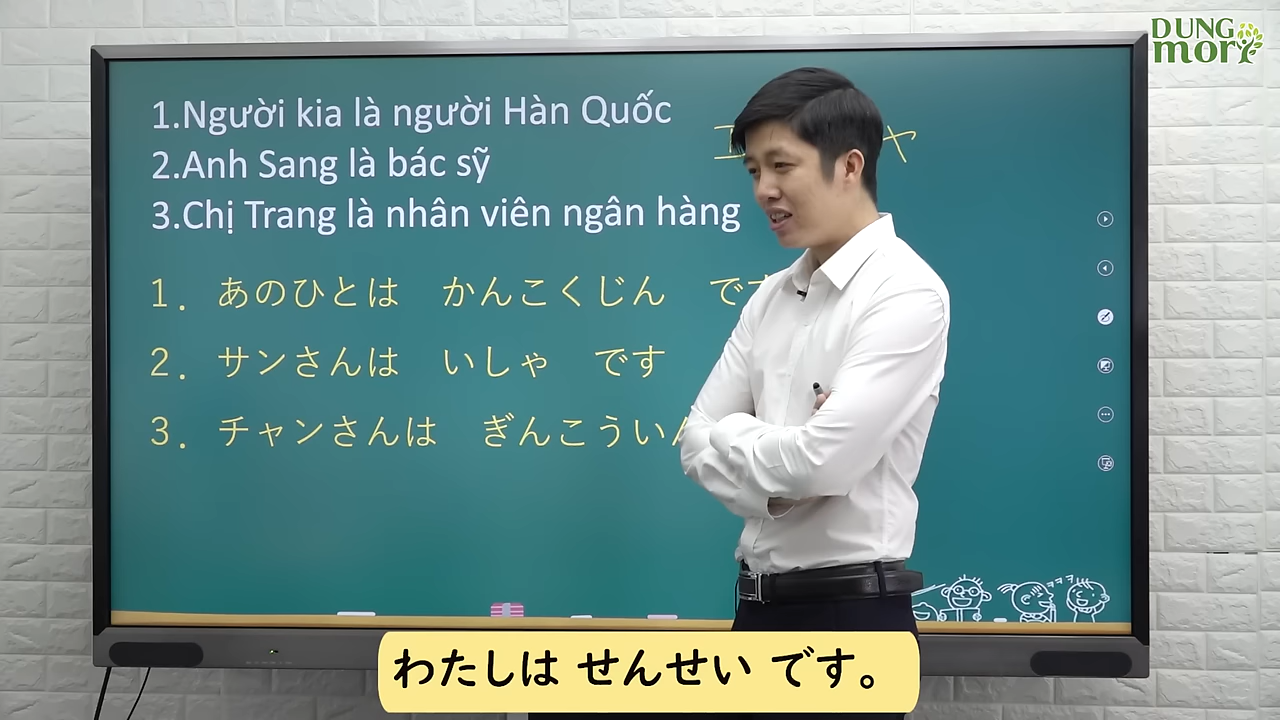 DUNG
mori
1.Người kia là người Hàn Quốc
2.Anh Sang là bác sỹ
3.Chị Trang là nhân viên ngân hàng
1. あのひとは かんこくじん で
2. サンさんは いしゃ です
3. チャンさんは ぎんこういん
わたしは せんせい です。